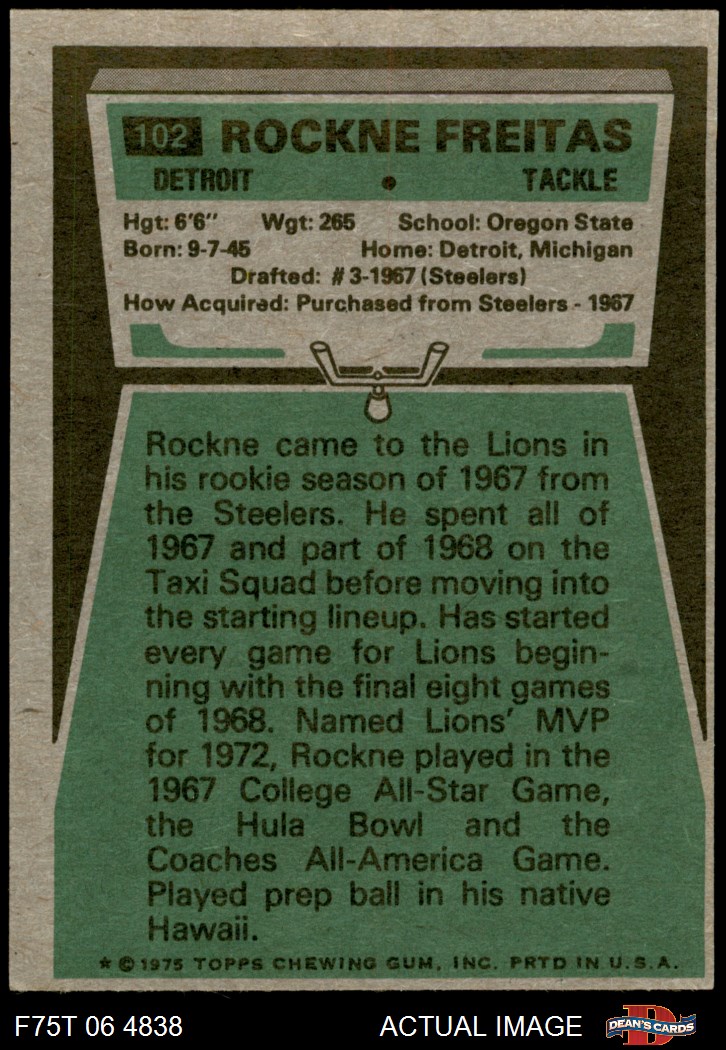 102 ROCKNE FREITAS
DETROIT • TACKLE
Hgt: 6'6" Wgt: 265 School: Oregon State
Born: 9-7-45 Home: Detroit, Michigan
Drafted: #3-1967 (Steelers)
How Acquired: Purchased from Steelers - 1967
Rockne came to the Lions in
his rookie season of 1967 from
the Steelers. He spent all of
1967 and part of 1968 on the
Taxi Squad before moving into
the starting lineup. Has started
every game for Lions begin-
ning with the final eight games
of 1968. Named Lions' MVP
for 1972, Rockne played in the
1967 College All-Star Game,
the Hula Bowl and the
Coaches All-America Game.
Played prep ball in his native
Hawaii.
* © 1975 TOPPS CHEWING GUM, INC. PRTD IN U.S.A.
F75T 06 4838 ACTUAL IMAGE D DEAN'S CARDS